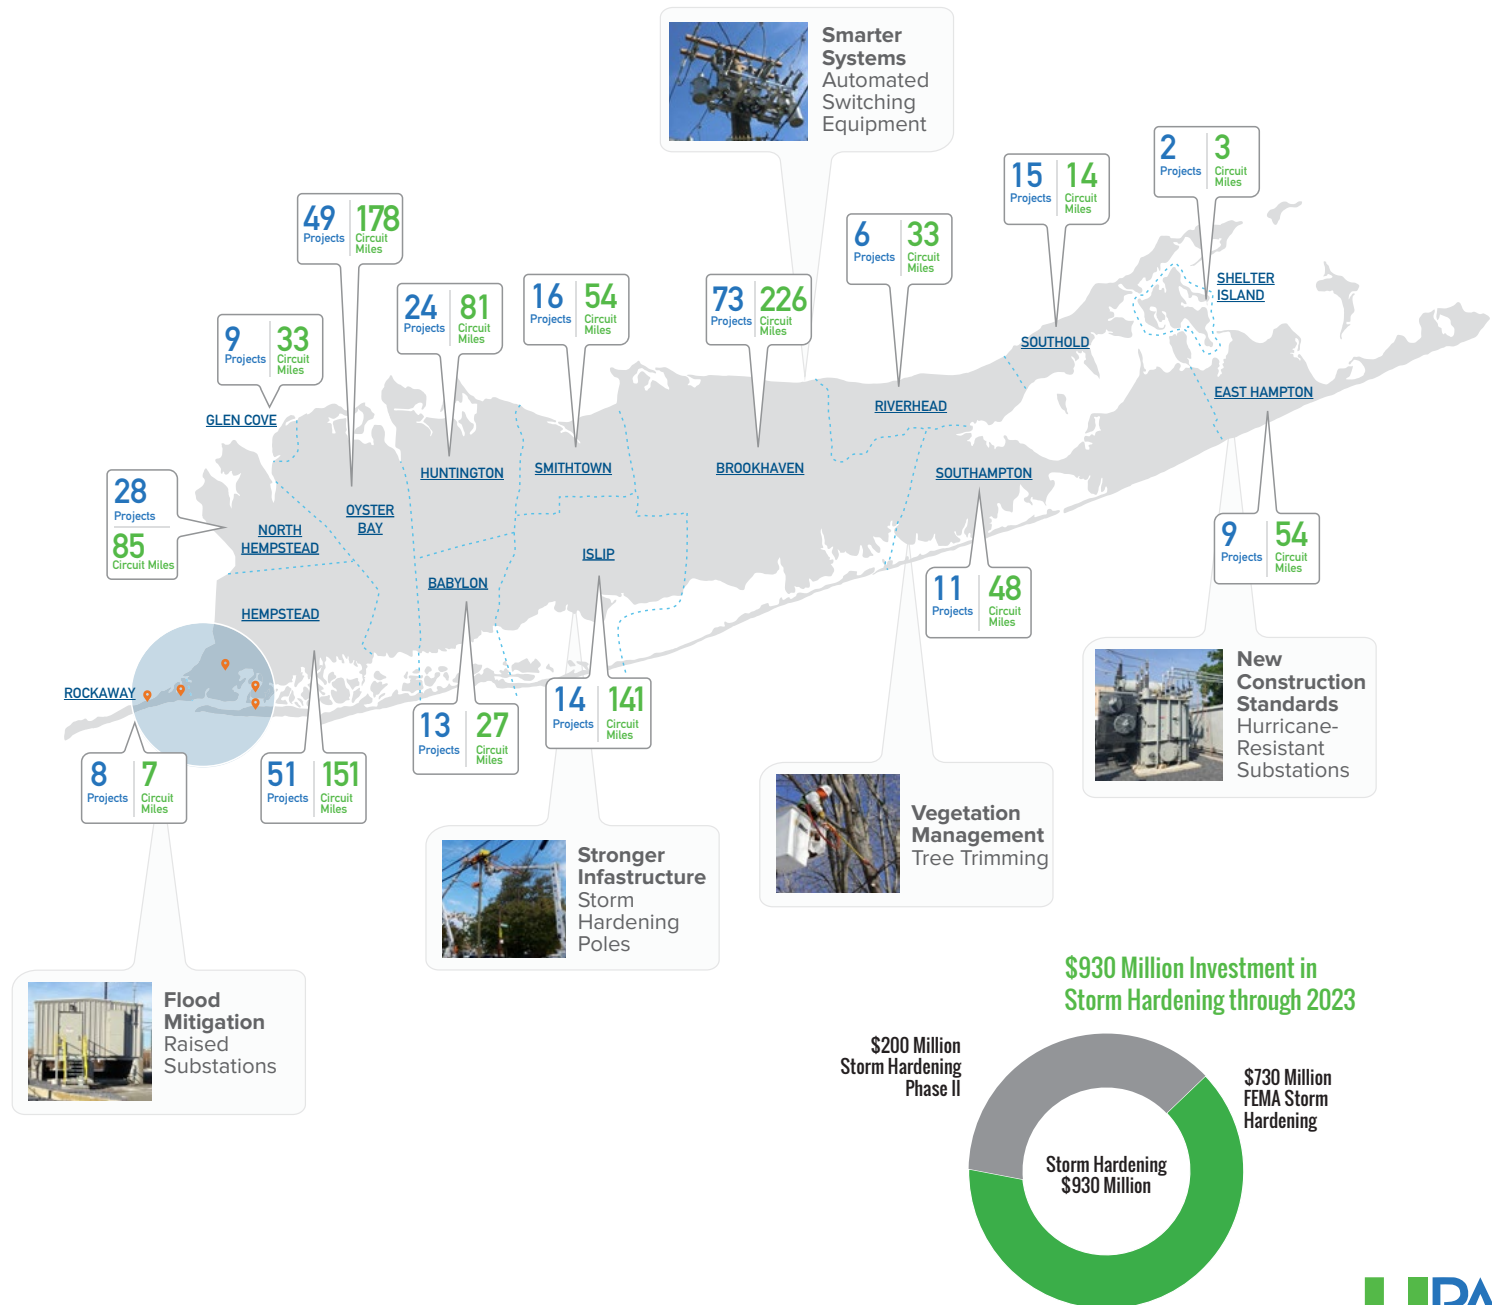 Smarter
Systems
Automated
Switching
Equipment
2
Projects
3
Circuit
Miles
15
Projects
14
Circuit
Miles
49
Projects
178
Circuit
Miles
6
Projects
33
Circuit
Miles
24
Projects
81
Circuit
Miles
16
Projects
54
Circuit
Miles
73
Projects
226
Circuit
Miles
9
Projects
33
Circuit
Miles
SHELTER
ISLAND
SOUTHOLD
EAST HAMPTON
RIVERHEAD
GLEN COVE
HUNTINGTON
SMITHTOWN
BROOKHAVEN
SOUTHAMPTON
28
Projects
85
Circuit Miles
OYSTER
BAY
NORTH
HEMPSTEAD
ISLIP
BABYLON
HEMPSTEAD
9
Projects
54
Circuit
Miles
11
Projects
48
Circuit
Miles
ROCKAWAY
14
Projects
141
Circuit
Miles
13
Projects
27
Circuit
Miles
8
Projects
7
Circuit
Miles
51
Projects
151
Circuit
Miles
New
Construction
Standards
Hurricane-
Resistant
Substations
Vegetation
Management
Tree Trimming
Stronger
Infastructure
Storm
Hardening
Poles
Flood
Mitigation
Raised
Substations
$930 Million Investment in
Storm Hardening through 2023
$200 Million
Storm Hardening
Phase II
$730 Million
FEMA Storm
Hardening
Storm Hardening
$930 Million